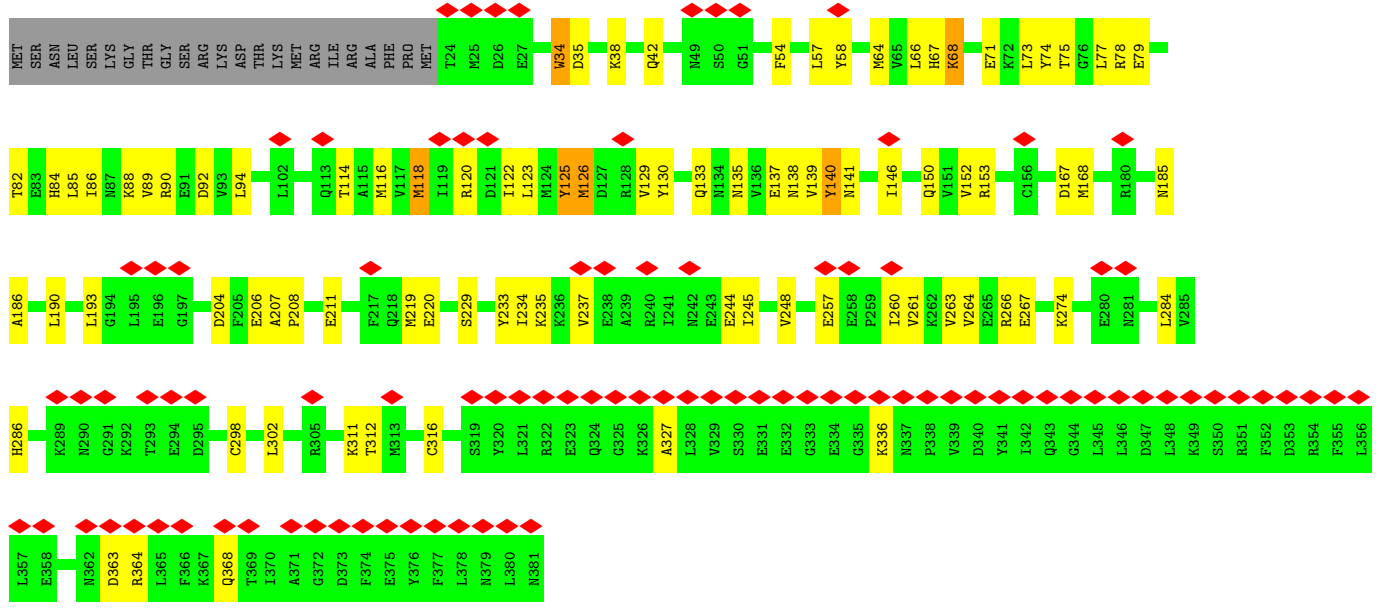 MET SER ASN LEU SER LYS GLY THR GLY SER ARG LYS ASP THR LYS MET ARG ILE ARG ALA PHE PRO MET T24 M25 D26 E27 W34 D35 K38 Q42 N49 S50 G51 F54 L57 Y58 M64 V65 L66 H67 K68 E71 K72 L73 Y74 T75 G76 L77 R78 E79
T82 E83 H84 L85 I86 N87 K88 V89 R90 E91 D92 V93 L94 L102 Q113 T114 A115 M116 V117 M118 I119 R120 D121 I122 L123 M124 Y125 M126 D127 R128 V129 Y130 Q133 N134 N135 V136 E137 N138 V139 Y140 N141 I146 Q150 V151 V152 R153 C156 D167 M168 R180 N185
A186 L190 L193 G194 L195 E196 G197 D204 F205 E206 A207 P208 E211 F217 Q218 M219 E220 S229 Y233 I234 K235 K236 V237 E238 A239 R240 I241 N242 E243 E244 I245 V248 E257 E258 P259 I260 V261 K262 V263 V264 E265 R266 E267 K274 E280 N281 L284 V285
H286 K289 N290 G291 K292 T293 E294 D295 C298 L302 R305 K311 T312 M313 C316 S319 Y320 L321 R322 E323 Q324 G325 K326 A327 L328 V329 S330 E331 E332 G333 E334 G335 K336 N337 P338 V339 D340 Y341 I342 Q343 G344 L345 L346 D347 L348 K349 S350 R351 F352 D353 R354 F355 L356
L357 E358 N362 D363 R364 L365 F366 K367 Q368 T369 I370 A371 G372 D373 F374 E375 Y376 F377 L378 N379 L380 N381